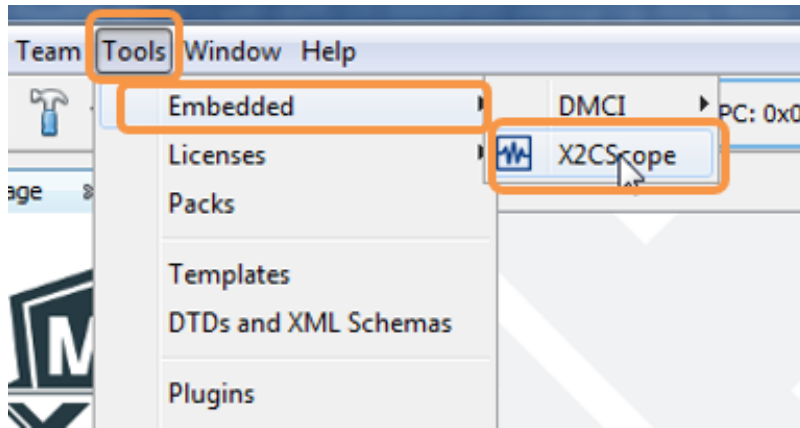 Team Tools Window Help
Embedded
DMCI
PC: 0x0
Licenses
X2CScope
age
Packs
Templates
DTDs and XML Schemas
Plugins
M
X